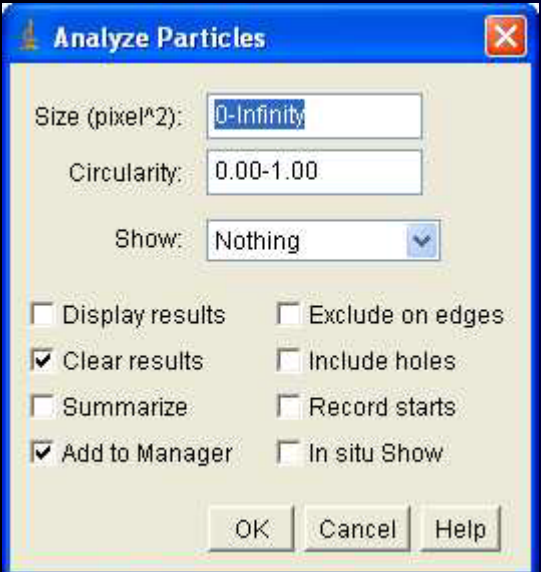 Analyze Particles
Size (pixel^2): 0-Infinity
Circularity: 0.00-1.00
Show: Nothing
Display results Exclude on edges
Clear results Include holes
Summarize Record starts
Add to Manager In situ Show
OK Cancel Help